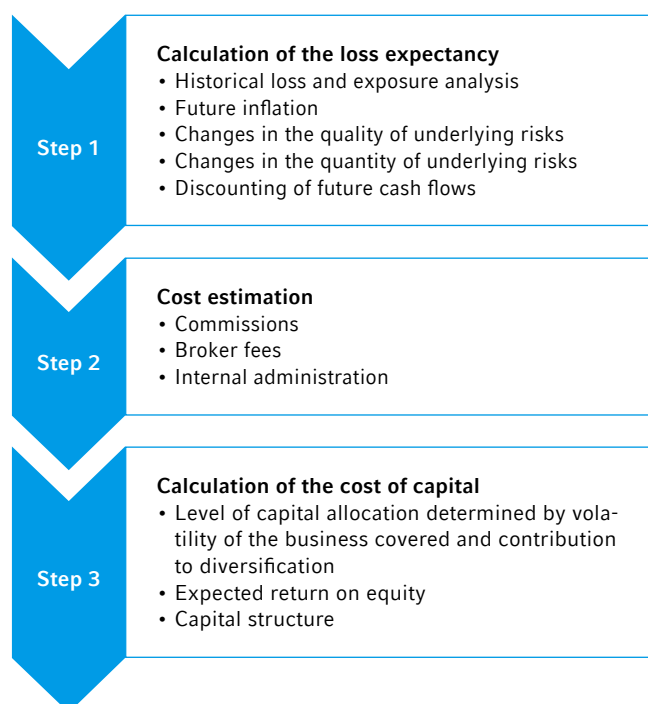 Step 1
Calculation of the loss expectancy
• Historical loss and exposure analysis
• Future inflation
• Changes in the quality of underlying risks
• Changes in the quantity of underlying risks
• Discounting of future cash flows
Step 2
Cost estimation
• Commissions
• Broker fees
• Internal administration
Step 3
Calculation of the cost of capital
• Level of capital allocation determined by vola-
tility of the business covered and contribution
to diversification
• Expected return on equity
• Capital structure